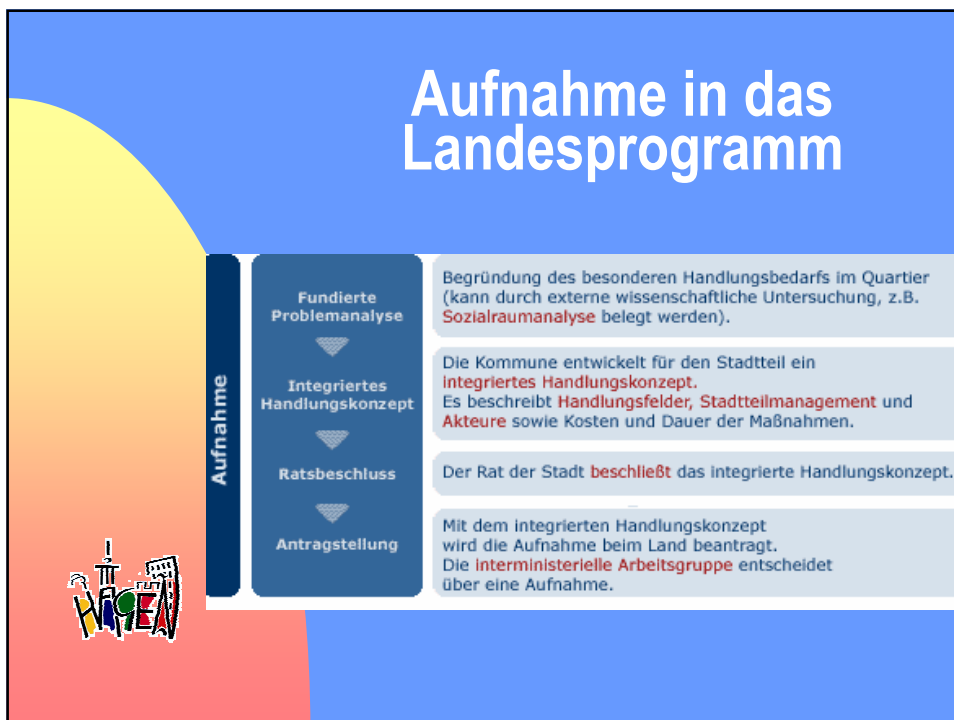 Aufnahme in das
Landesprogramm
Aufnahme
Fundierte
Problemanalyse
Begründung des besonderen Handlungsbedarfs im Quartier
(kann durch externe wissenschaftliche Untersuchung, z.B.
Sozialraumanalyse belegt werden).
Integriertes
Handlungskonzept
Die Kommune entwickelt für den Stadtteil ein
integriertes Handlungskonzept.
Es beschreibt Handlungsfelder, Stadtteilmanagement und
Akteure sowie Kosten und Dauer der Maßnahmen.
Ratsbeschluss
Der Rat der Stadt beschließt das integrierte Handlungskonzept.
Antragstellung
Mit dem integrierten Handlungskonzept
wird die Aufnahme beim Land beantragt.
Die interministerielle Arbeitsgruppe entscheidet
über eine Aufnahme.
HAGEN